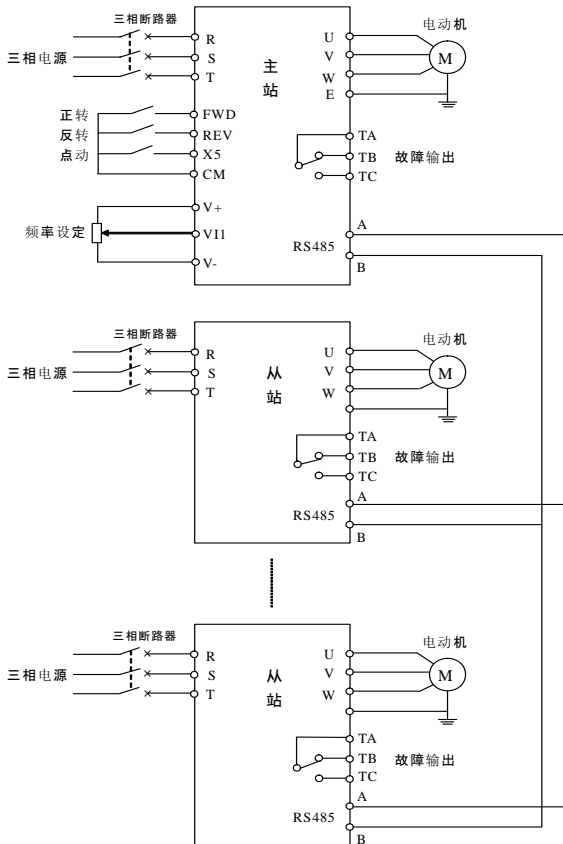 三相断路器
三相电源
R
S
T
主
站
U
V
W
E
电动机
M
正转
反转
点动
FWD
REV
X5
CM
TA
TB
TC
故障输出
频率设定
V+
VI1
V-
RS485
A
B
三相断路器
三相电源
R
S
T
从
站
U
V
W
电动机
M
TA
TB
TC
故障输出
RS485
A
B
三相断路器
三相电源
R
S
T
从
站
U
V
W
电动机
M
TA
TB
TC
故障输出
RS485
A
B